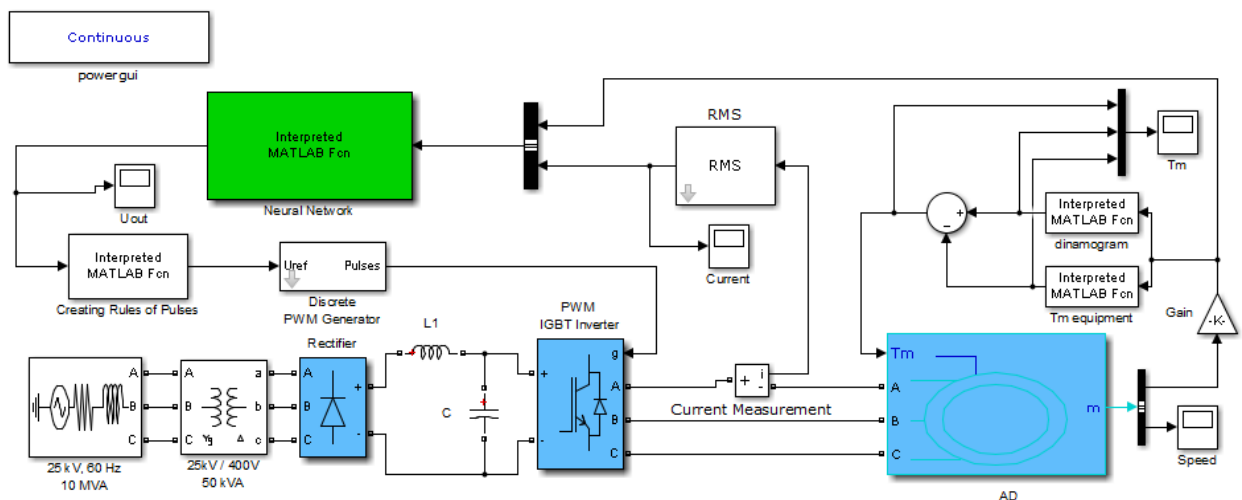 Continuous
powergui
Interpreted
MATLAB Fcn
Neural Network
Uout
Interpreted
MATLAB Fcn
Creating Rules of Pulses
Uref
Pulses
Discrete
PWM Generator
RMS
RMS
Current
Tm
+
-
Interpreted
MATLAB Fcn
dinamogram
Interpreted
MATLAB Fcn
Tm equipment
Gain
-K-
A
B
C
25 kV, 60 Hz
10 MVA
A
B
C
Yg
Δ
a
b
c
25kV / 400V
50 kVA
Rectifier
A
B
C
+
-
L1
C
PWM
IGBT Inverter
+
-
g
A
B
C
+
i
-
Current Measurement
Tm
A
B
C
m
AD
Speed